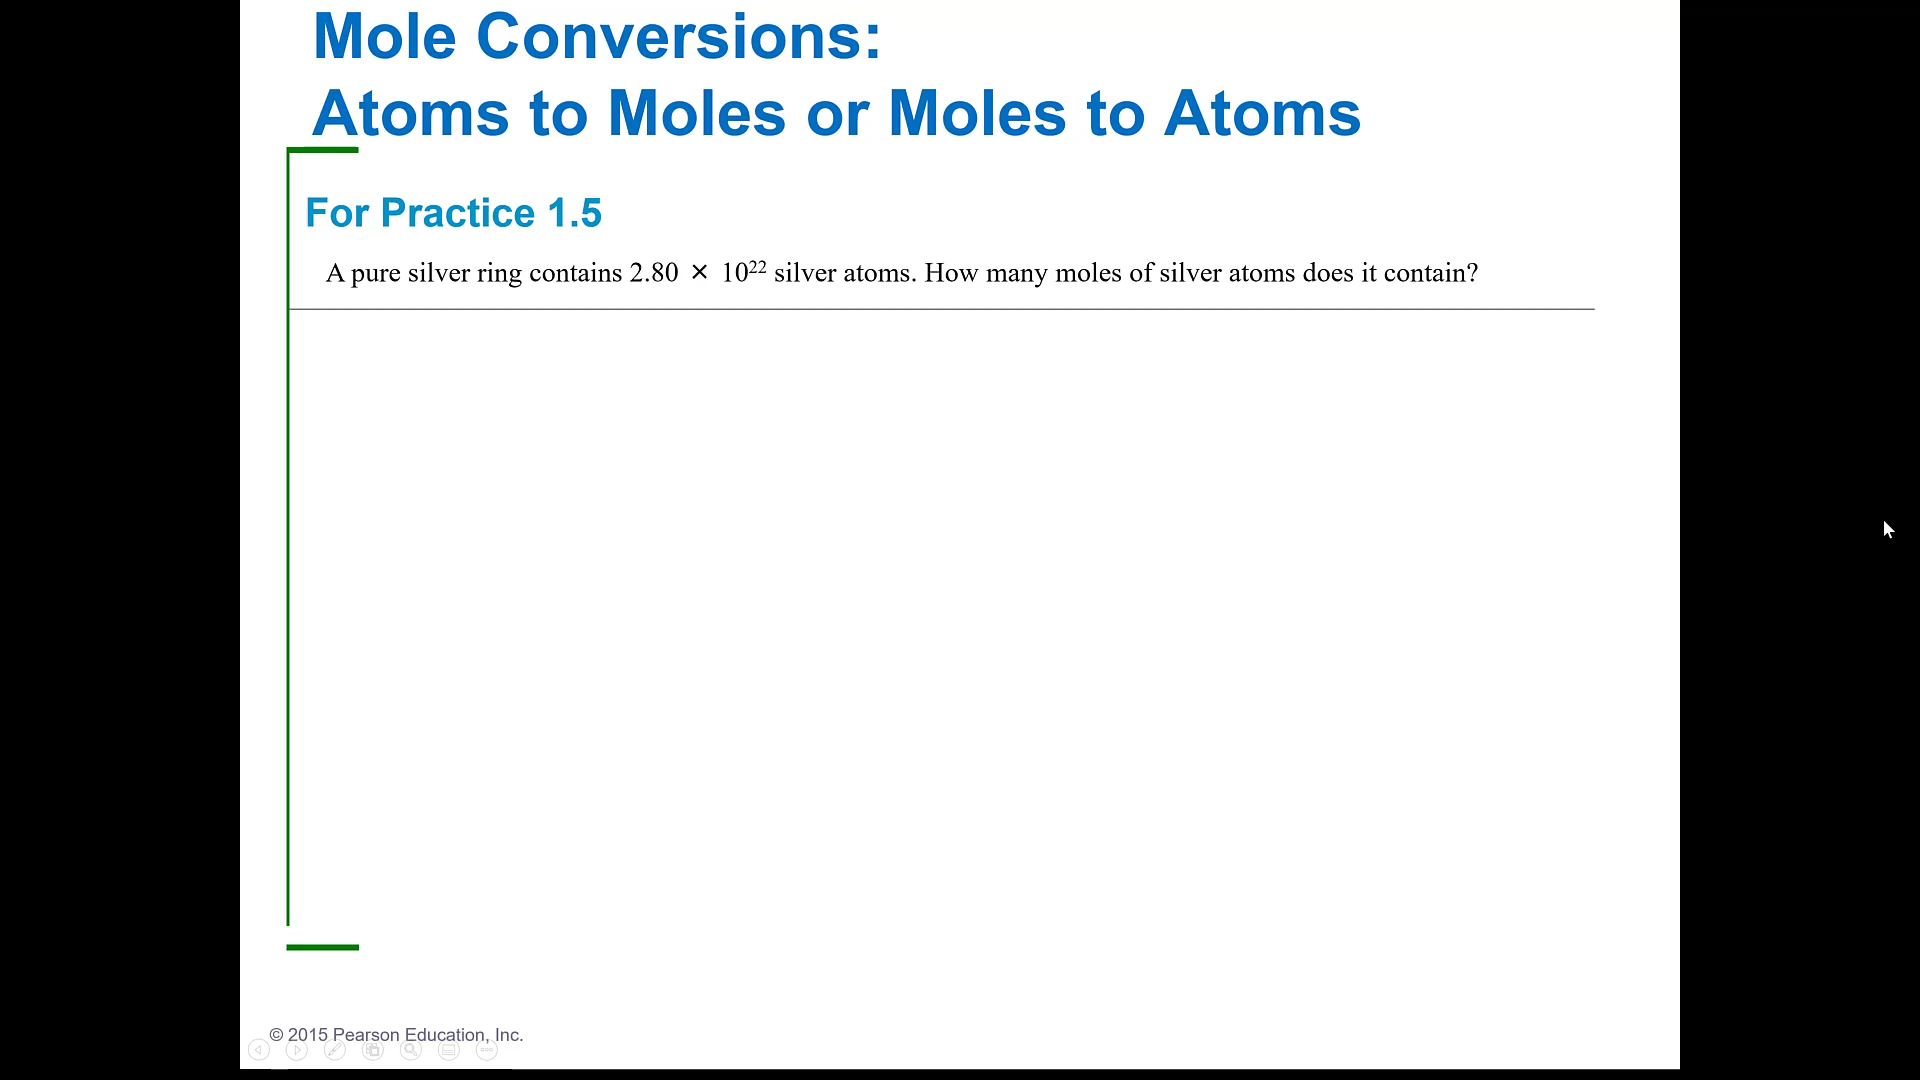 Mole Conversions:
Atoms to Moles or Moles to Atoms
For Practice 1.5
A pure silver ring contains 2.80 × 10²² silver atoms. How many moles of silver atoms does it contain?
© 2015 Pearson Education, Inc.